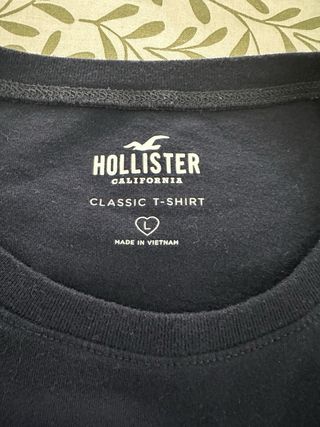 HOLLISTER
CALIFORNIA
CLASSIC T-SHIRT
L
MADE IN VIETNAM